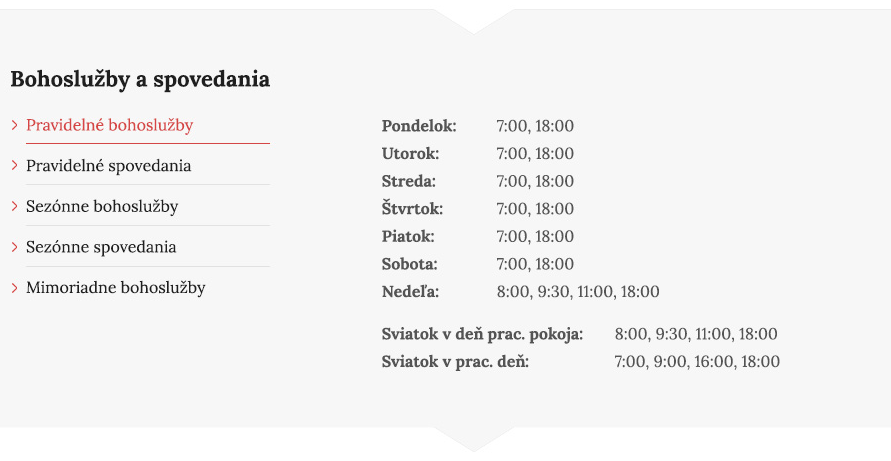 Bohoslužby a spovedania
Pravidelné bohoslužby
Pravidelné spovedania
Sezónne bohoslužby
Sezónne spovedania
Mimoriadne bohoslužby
Pondelok: 7:00, 18:00
Utorok: 7:00, 18:00
Streda: 7:00, 18:00
Štvrtok: 7:00, 18:00
Piatok: 7:00, 18:00
Sobota: 7:00, 18:00
Nedeľa: 8:00, 9:30, 11:00, 18:00
Sviatok v deň prac. pokoja: 8:00, 9:30, 11:00, 18:00
Sviatok v prac. deň: 7:00, 9:00, 16:00, 18:00